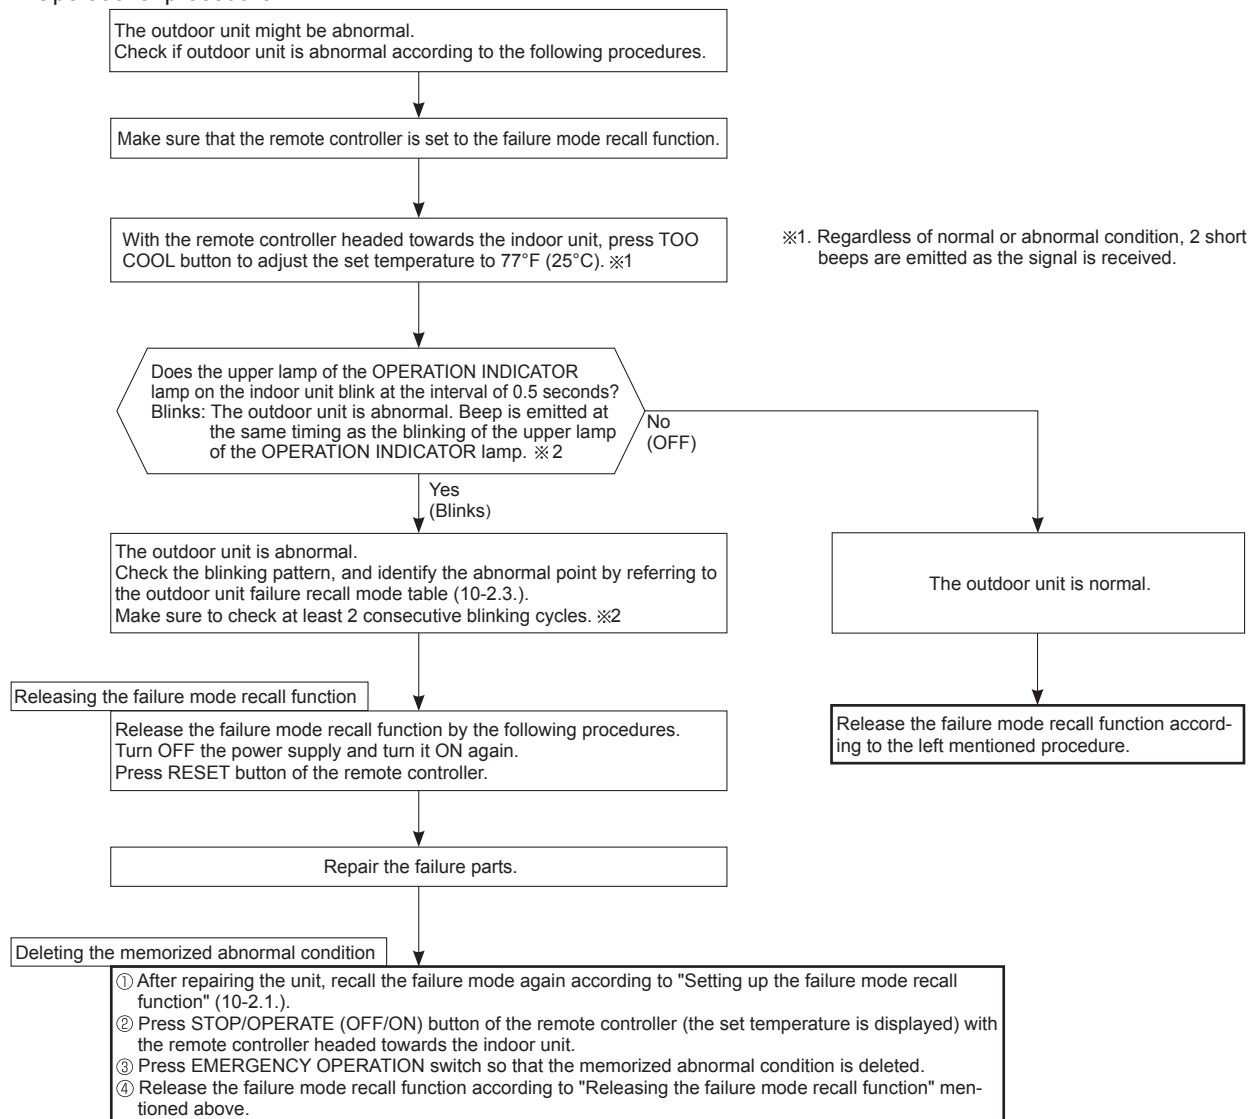 The outdoor unit might be abnormal.
Check if outdoor unit is abnormal according to the following procedures.
Make sure that the remote controller is set to the failure mode recall function.
With the remote controller headed towards the indoor unit, press TOO
COOL button to adjust the set temperature to 77°F (25°C). ※1
※1. Regardless of normal or abnormal condition, 2 short
beeps are emitted as the signal is received.
Does the upper lamp of the OPERATION INDICATOR
lamp on the indoor unit blink at the interval of 0.5 seconds?
Blinks: The outdoor unit is abnormal. Beep is emitted at
the same timing as the blinking of the upper lamp
of the OPERATION INDICATOR lamp. ※2
No
(OFF)
Yes
(Blinks)
The outdoor unit is abnormal.
Check the blinking pattern, and identify the abnormal point by referring to
the outdoor unit failure recall mode table (10-2.3.).
Make sure to check at least 2 consecutive blinking cycles. ※2
The outdoor unit is normal.
Releasing the failure mode recall function
Release the failure mode recall function by the following procedures.
Turn OFF the power supply and turn it ON again.
Press RESET button of the remote controller.
Release the failure mode recall function accord-
ing to the left mentioned procedure.
Repair the failure parts.
Deleting the memorized abnormal condition
① After repairing the unit, recall the failure mode again according to "Setting up the failure mode recall
function" (10-2.1.).
② Press STOP/OPERATE (OFF/ON) button of the remote controller (the set temperature is displayed) with
the remote controller headed towards the indoor unit.
③ Press EMERGENCY OPERATION switch so that the memorized abnormal condition is deleted.
④ Release the failure mode recall function according to "Releasing the failure mode recall function" men-
tioned above.